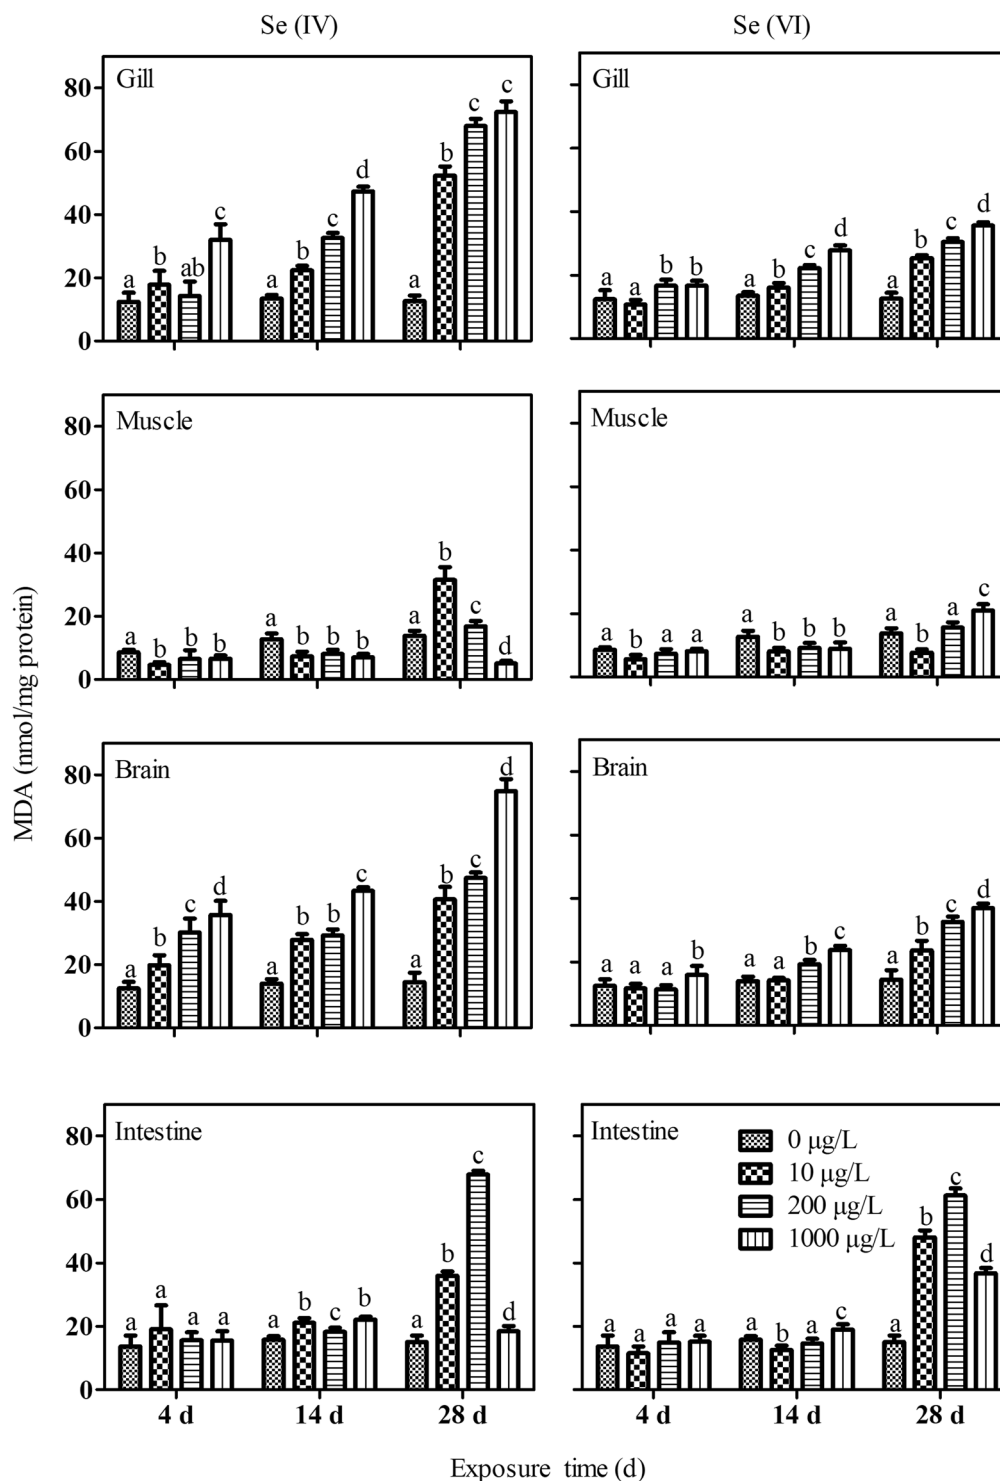 Se (IV) Se (VI)
Gill Gill
80
60
40
20
0
a b ab c a b c d a b c c
a a b b a b c d a b c d
Muscle Muscle
80
60
40
20
0
a b b b a b b b a b c d
a b a a a b b b a b a c
Brain Brain
80
60
40
20
0
a b c d a b b c a b c d
a a a b a a b c a b c d
Intestine Intestine
0 μg/L
10 μg/L
200 μg/L
1000 μg/L
80
60
40
20
0
a a a a a b c b a b c d
a a a a a b a c a b c d
4 d 14 d 28 d 4 d 14 d 28 d
MDA (nmol/mg protein)
Exposure time (d)